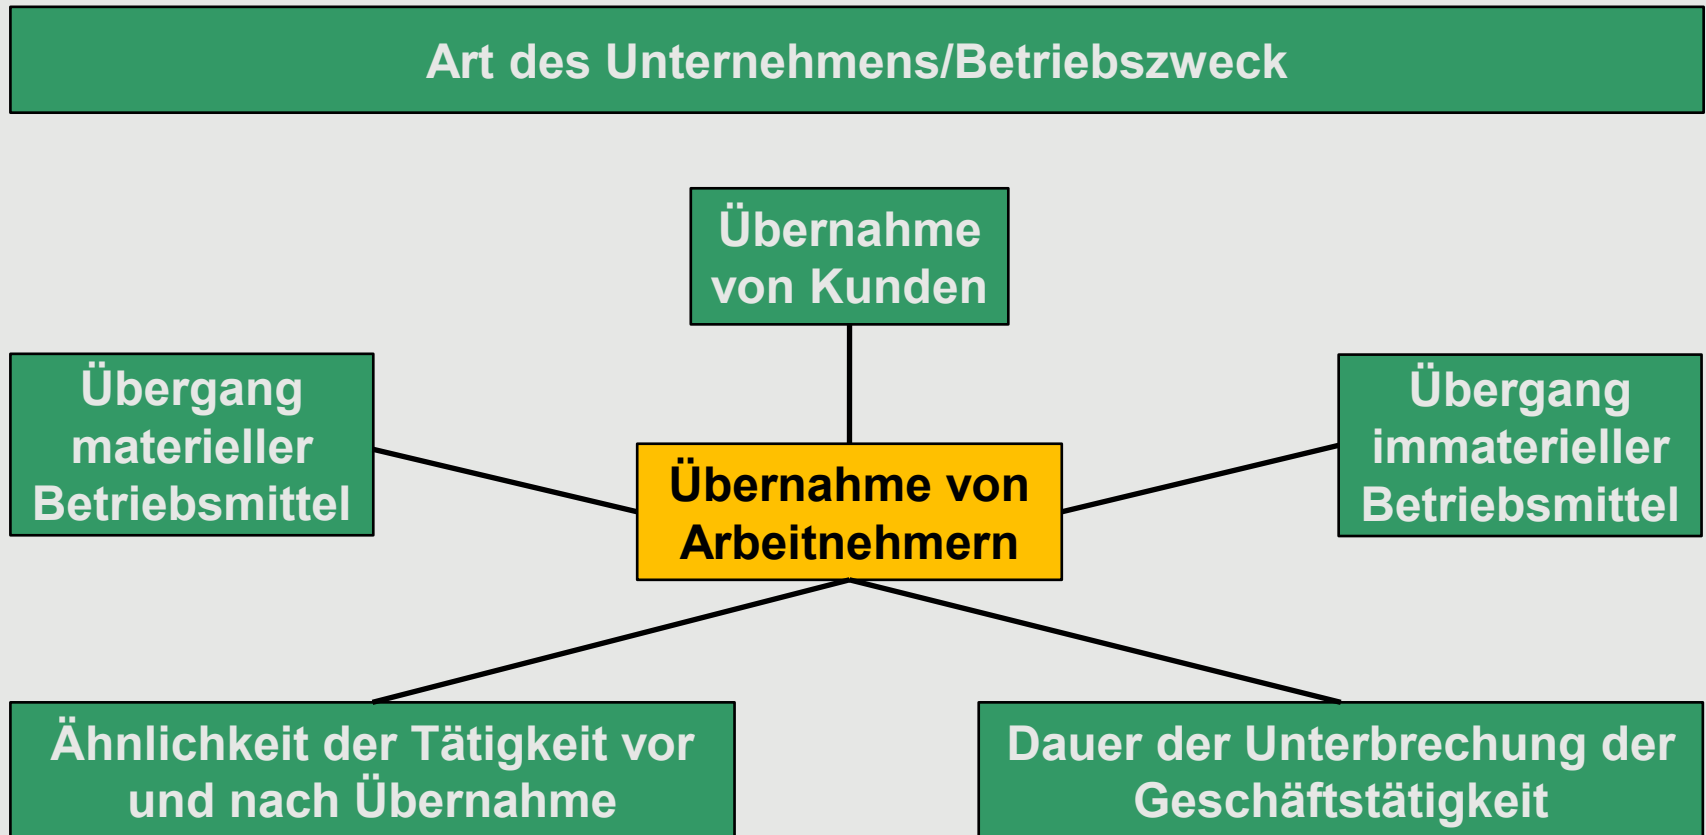 Art des Unternehmens/Betriebszweck
Übernahme
von Kunden
Übergang
materieller
Betriebsmittel
Übergang
immaterieller
Betriebsmittel
Übernahme von
Arbeitnehmern
Ähnlichkeit der Tätigkeit vor
und nach Übernahme
Dauer der Unterbrechung der
Geschäftstätigkeit